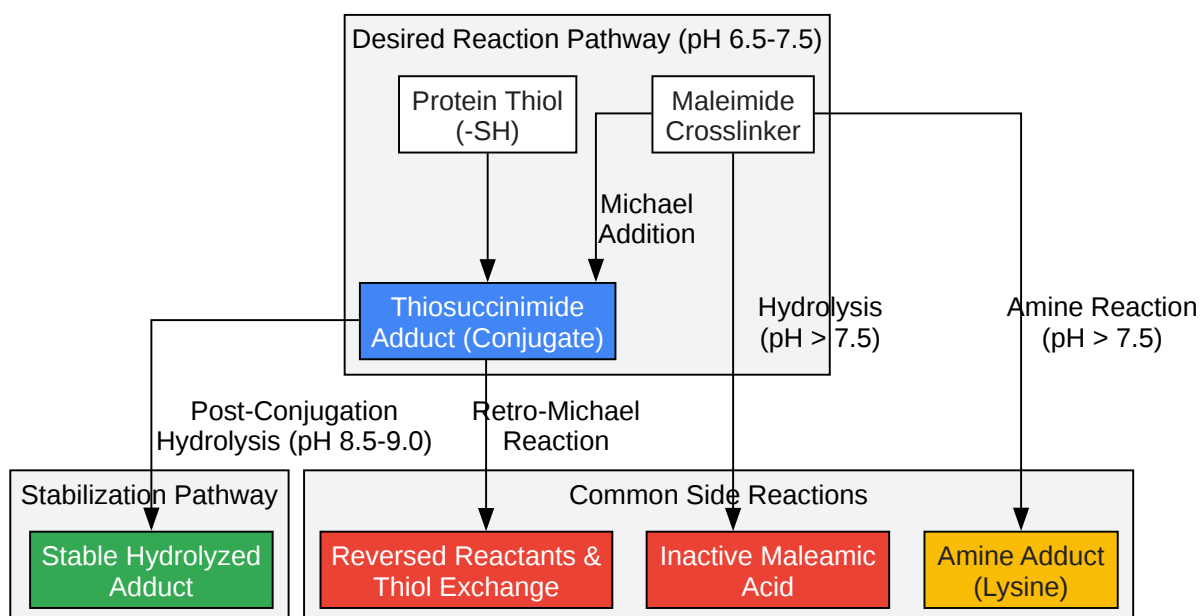 Desired Reaction Pathway (pH 6.5-7.5)
Protein Thiol
(-SH)
Maleimide
Crosslinker
Michael
Addition
Thiosuccinimide
Adduct (Conjugate)
Hydrolysis
(pH > 7.5)
Amine Reaction
(pH > 7.5)
Post-Conjugation
Hydrolysis (pH 8.5-9.0)
Retro-Michael
Reaction
Stabilization Pathway
Common Side Reactions
Stable Hydrolyzed
Adduct
Reversed Reactants &
Thiol Exchange
Inactive Maleamic
Acid
Amine Adduct
(Lysine)